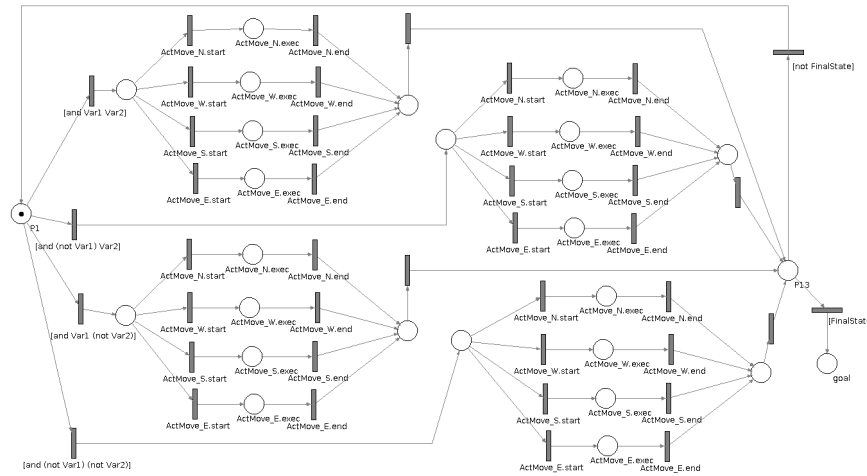 ActMove_N.start
ActMove_N.exec
ActMove_N.end
ActMove_W.start
ActMove_W.exec
ActMove_W.end
ActMove_S.start
ActMove_S.exec
ActMove_S.end
ActMove_E.start
ActMove_E.exec
ActMove_E.end
[and Var1 Var2]
[not FinalState]
ActMove_N.start
ActMove_N.exec
ActMove_N.end
ActMove_W.start
ActMove_W.exec
ActMove_W.end
ActMove_S.start
ActMove_S.exec
ActMove_S.end
ActMove_E.start
ActMove_E.exec
ActMove_E.end
P1
[and (not Var1) Var2]
ActMove_N.start
ActMove_N.exec
ActMove_N.end
ActMove_W.start
ActMove_W.exec
ActMove_W.end
ActMove_S.start
ActMove_S.exec
ActMove_S.end
ActMove_E.start
ActMove_E.exec
ActMove_E.end
[and Var1 (not Var2)]
P13
[FinalState
goal
ActMove_N.start
ActMove_N.exec
ActMove_N.end
ActMove_W.start
ActMove_W.exec
ActMove_W.end
ActMove_S.start
ActMove_S.exec
ActMove_S.end
ActMove_E.start
ActMove_E.exec
ActMove_E.end
[and (not Var1) (not Var2)]